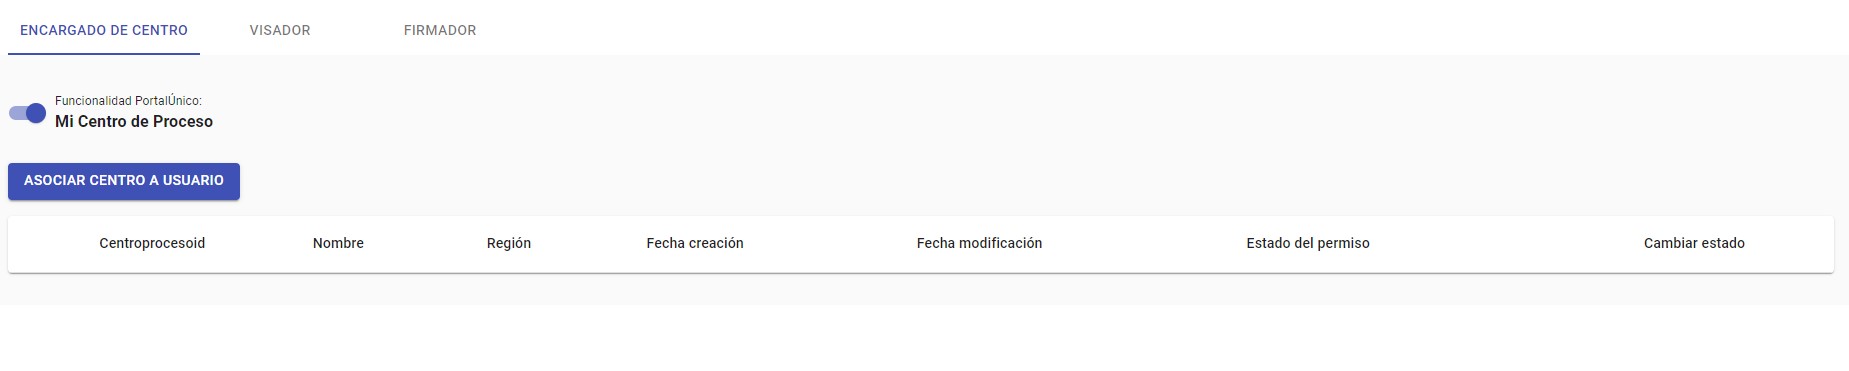 ENCARGADO DE CENTRO VISADOR FIRMADOR
Funcionalidad PortalÚnico:
Mi Centro de Proceso
ASOCIAR CENTRO A USUARIO
Centroprocesoid Nombre Región Fecha creación Fecha modificación Estado del permiso Cambiar estado